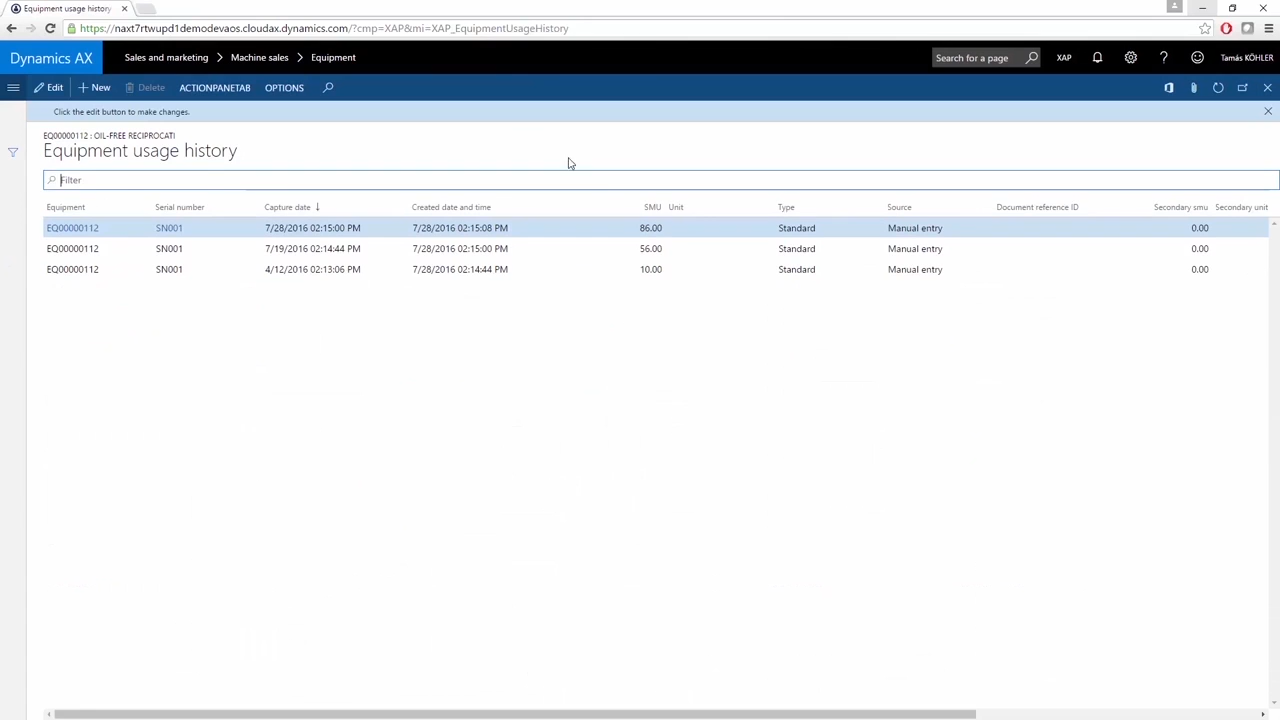 Equipment usage history
https://naxt7rtwupd1demodevaos.cloudax.dynamics.com/?cmp=XAP&mi=XAP_EquipmentUsageHistory
Dynamics AX Sales and marketing > Machine sales > Equipment Search for a page XAP Tamás KÖHLER
Edit + New Delete ACTIONPANETAB OPTIONS
Click the edit button to make changes.
EQ00000112 : OIL-FREE RECIPROCATI
Equipment usage history
Filter
Equipment Serial number Capture date ↓ Created date and time SMU Unit Type Source Document reference ID Secondary smu Secondary unit
EQ00000112 SN001 7/28/2016 02:15:00 PM 7/28/2016 02:15:08 PM 86.00 Standard Manual entry 0.00
EQ00000112 SN001 7/19/2016 02:14:44 PM 7/28/2016 02:15:00 PM 56.00 Standard Manual entry 0.00
EQ00000112 SN001 4/12/2016 02:13:06 PM 7/28/2016 02:14:44 PM 10.00 Standard Manual entry 0.00